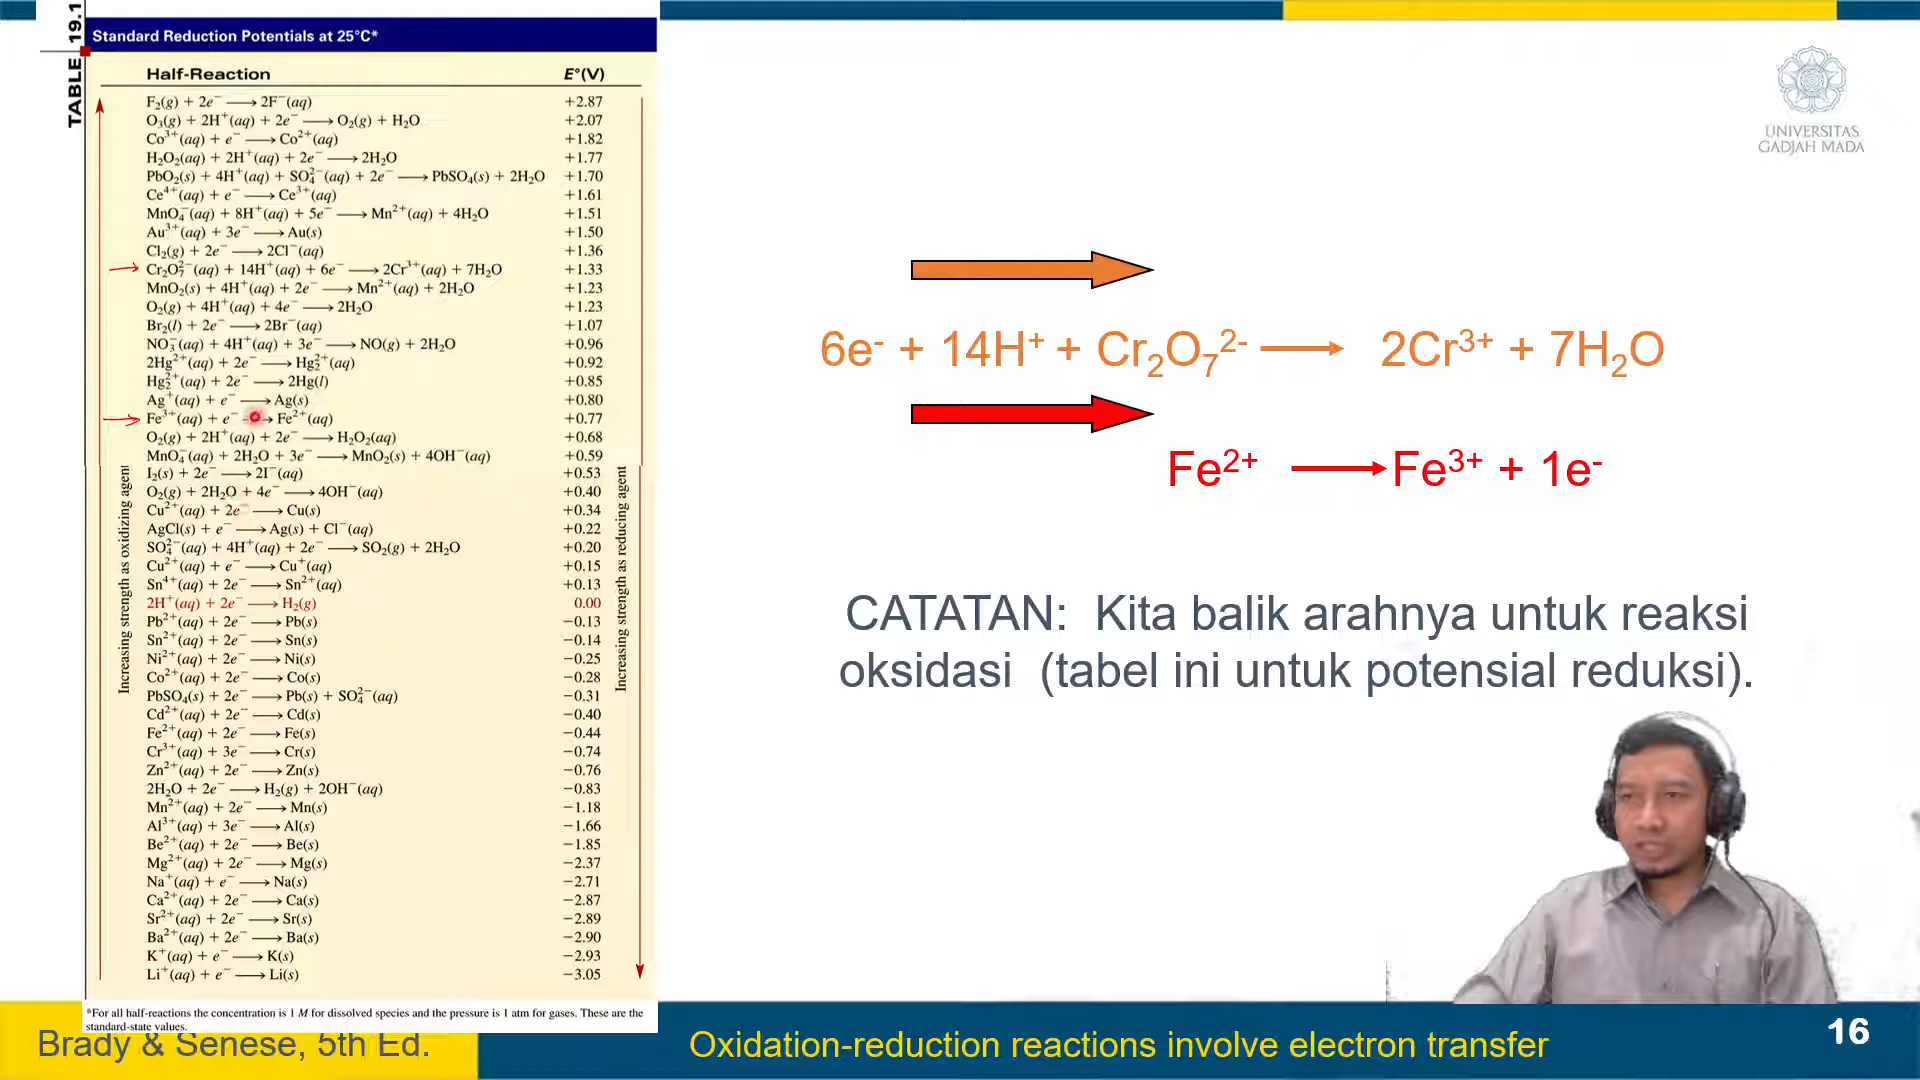 TABLE 19.1
Standard Reduction Potentials at 25°C*
Half-Reaction E°(V)
F₂(g) + 2e⁻ ⟶ 2F⁻(aq) +2.87
O₃(g) + 2H⁺(aq) + 2e⁻ ⟶ O₂(g) + H₂O +2.07
Co³⁺(aq) + e⁻ ⟶ Co²⁺(aq) +1.82
H₂O₂(aq) + 2H⁺(aq) + 2e⁻ ⟶ 2H₂O +1.77
PbO₂(s) + 4H⁺(aq) + SO₄²⁻(aq) + 2e⁻ ⟶ PbSO₄(s) + 2H₂O +1.70
Ce⁴⁺(aq) + e⁻ ⟶ Ce³⁺(aq) +1.61
MnO₄⁻(aq) + 8H⁺(aq) + 5e⁻ ⟶ Mn²⁺(aq) + 4H₂O +1.51
Au³⁺(aq) + 3e⁻ ⟶ Au(s) +1.50
Cl₂(g) + 2e⁻ ⟶ 2Cl⁻(aq) +1.36
Cr₂O₇²⁻(aq) + 14H⁺(aq) + 6e⁻ ⟶ 2Cr³⁺(aq) + 7H₂O +1.33
MnO₂(s) + 4H⁺(aq) + 2e⁻ ⟶ Mn²⁺(aq) + 2H₂O +1.23
O₂(g) + 4H⁺(aq) + 4e⁻ ⟶ 2H₂O +1.23
Br₂(l) + 2e⁻ ⟶ 2Br⁻(aq) +1.07
NO₃⁻(aq) + 4H⁺(aq) + 3e⁻ ⟶ NO(g) + 2H₂O +0.96
2Hg²⁺(aq) + 2e⁻ ⟶ Hg₂²⁺(aq) +0.92
Hg₂²⁺(aq) + 2e⁻ ⟶ 2Hg(l) +0.85
Ag⁺(aq) + e⁻ ⟶ Ag(s) +0.80
Fe³⁺(aq) + e⁻ ⟶ Fe²⁺(aq) +0.77
O₂(g) + 2H⁺(aq) + 2e⁻ ⟶ H₂O₂(aq) +0.68
MnO₄⁻(aq) + 2H₂O + 3e⁻ ⟶ MnO₂(s) + 4OH⁻(aq) +0.59
I₂(s) + 2e⁻ ⟶ 2I⁻(aq) +0.53
O₂(g) + 2H₂O + 4e⁻ ⟶ 4OH⁻(aq) +0.40
Cu²⁺(aq) + 2e⁻ ⟶ Cu(s) +0.34
AgCl(s) + e⁻ ⟶ Ag(s) + Cl⁻(aq) +0.22
SO₄²⁻(aq) + 4H⁺(aq) + 2e⁻ ⟶ SO₂(g) + 2H₂O +0.20
Cu²⁺(aq) + e⁻ ⟶ Cu⁺(aq) +0.15
Sn⁴⁺(aq) + 2e⁻ ⟶ Sn²⁺(aq) +0.13
2H⁺(aq) + 2e⁻ ⟶ H₂(g) 0.00
Pb²⁺(aq) + 2e⁻ ⟶ Pb(s) −0.13
Sn²⁺(aq) + 2e⁻ ⟶ Sn(s) −0.14
Ni²⁺(aq) + 2e⁻ ⟶ Ni(s) −0.25
Co²⁺(aq) + 2e⁻ ⟶ Co(s) −0.28
PbSO₄(s) + 2e⁻ ⟶ Pb(s) + SO₄²⁻(aq) −0.31
Cd²⁺(aq) + 2e⁻ ⟶ Cd(s) −0.40
Fe²⁺(aq) + 2e⁻ ⟶ Fe(s) −0.44
Cr³⁺(aq) + 3e⁻ ⟶ Cr(s) −0.74
Zn²⁺(aq) + 2e⁻ ⟶ Zn(s) −0.76
2H₂O + 2e⁻ ⟶ H₂(g) + 2OH⁻(aq) −0.83
Mn²⁺(aq) + 2e⁻ ⟶ Mn(s) −1.18
Al³⁺(aq) + 3e⁻ ⟶ Al(s) −1.66
Be²⁺(aq) + 2e⁻ ⟶ Be(s) −1.85
Mg²⁺(aq) + 2e⁻ ⟶ Mg(s) −2.37
Na⁺(aq) + e⁻ ⟶ Na(s) −2.71
Ca²⁺(aq) + 2e⁻ ⟶ Ca(s) −2.87
Sr²⁺(aq) + 2e⁻ ⟶ Sr(s) −2.89
Ba²⁺(aq) + 2e⁻ ⟶ Ba(s) −2.90
K⁺(aq) + e⁻ ⟶ K(s) −2.93
Li⁺(aq) + e⁻ ⟶ Li(s) −3.05
Increasing strength as oxidizing agent
Increasing strength as reducing agent
*For all half-reactions the concentration is 1 M for dissolved species and the pressure is 1 atm for gases. These are the
standard-state values.
UNIVERSITAS
GADJAH MADA
6e⁻ + 14H⁺ + Cr₂O₇²⁻ ⟶ 2Cr³⁺ + 7H₂O
Fe²⁺ ⟶ Fe³⁺ + 1e⁻
CATATAN: Kita balik arahnya untuk reaksi
oksidasi (tabel ini untuk potensial reduksi).
Brady & Senese, 5th Ed.
Oxidation-reduction reactions involve electron transfer
16